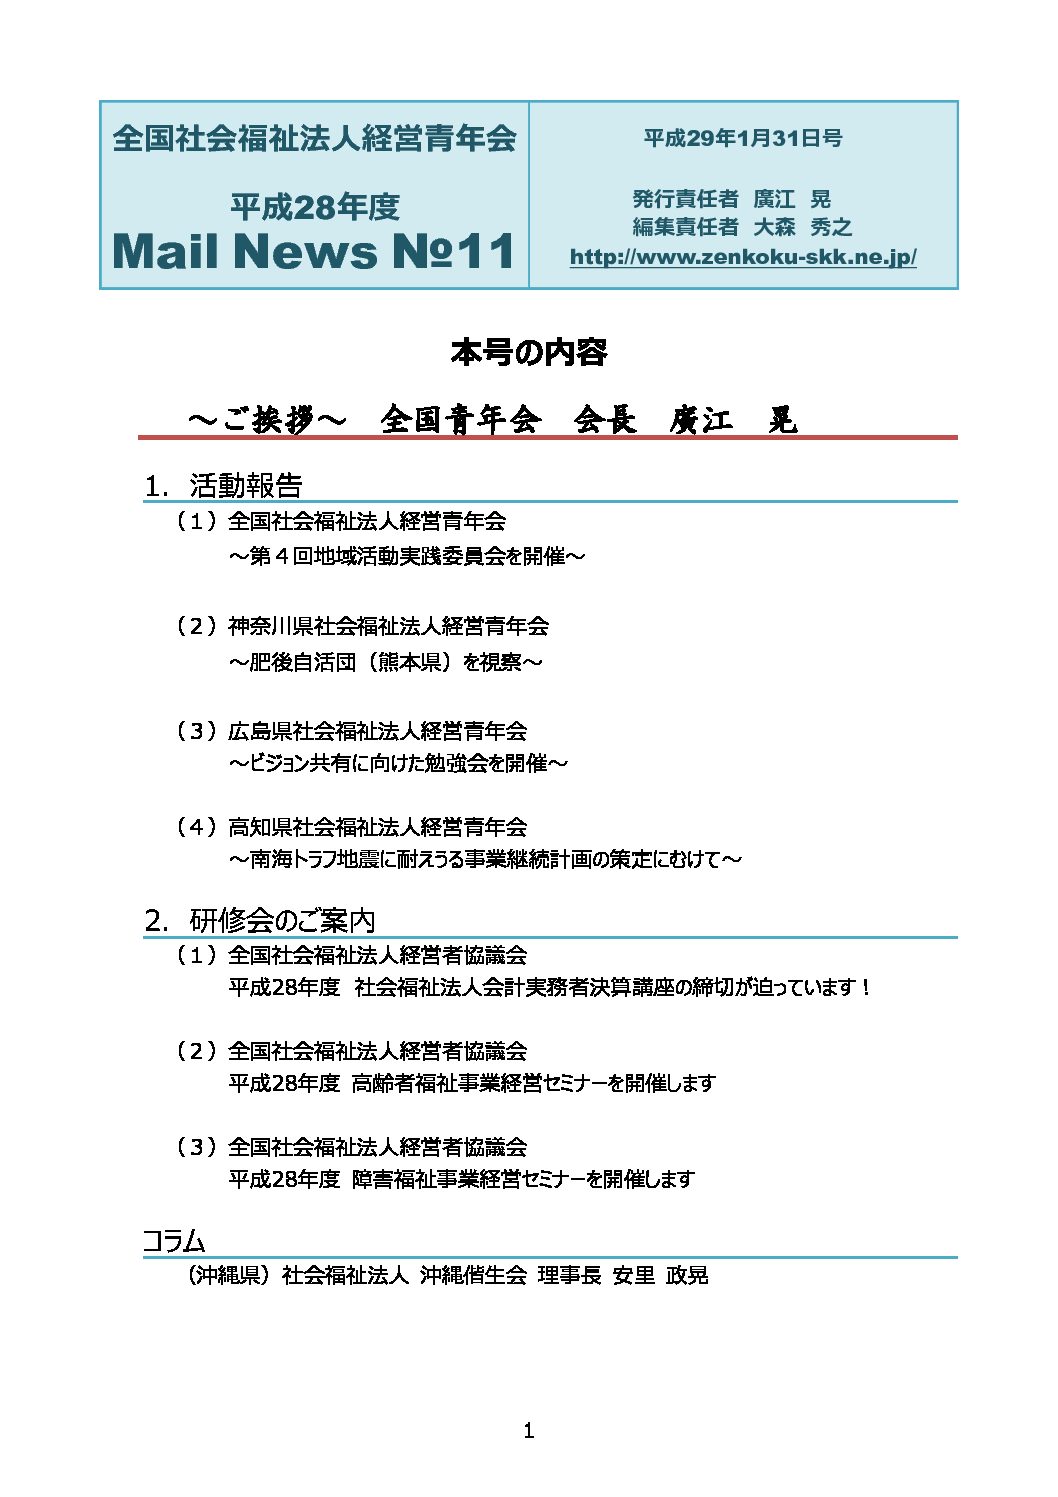 全国社会福祉法人経営青年会
平成28年度
Mail News №11
平成29年1月31日号
発行責任者　廣江　晃
編集責任者　大森　秀之
http://www.zenkoku-skk.ne.jp/
本号の内容
～ご挨拶～　全国青年会　会長　廣江　晃
1. 活動報告
（１）全国社会福祉法人経営青年会
～第４回地域活動実践委員会を開催～
（２）神奈川県社会福祉法人経営青年会
～肥後自活団（熊本県）を視察～
（３）広島県社会福祉法人経営青年会
～ビジョン共有に向けた勉強会を開催～
（４）高知県社会福祉法人経営青年会
～南海トラフ地震に耐えうる事業継続計画の策定にむけて～
2. 研修会のご案内
（１）全国社会福祉法人経営者協議会
平成28年度　社会福祉法人会計実務者決算講座の締切が迫っています！
（２）全国社会福祉法人経営者協議会
平成28年度 高齢者福祉事業経営セミナーを開催します
（３）全国社会福祉法人経営者協議会
平成28年度 障害福祉事業経営セミナーを開催します
コラム
（沖縄県）社会福祉法人 沖縄偕生会 理事長 安里 政晃
1